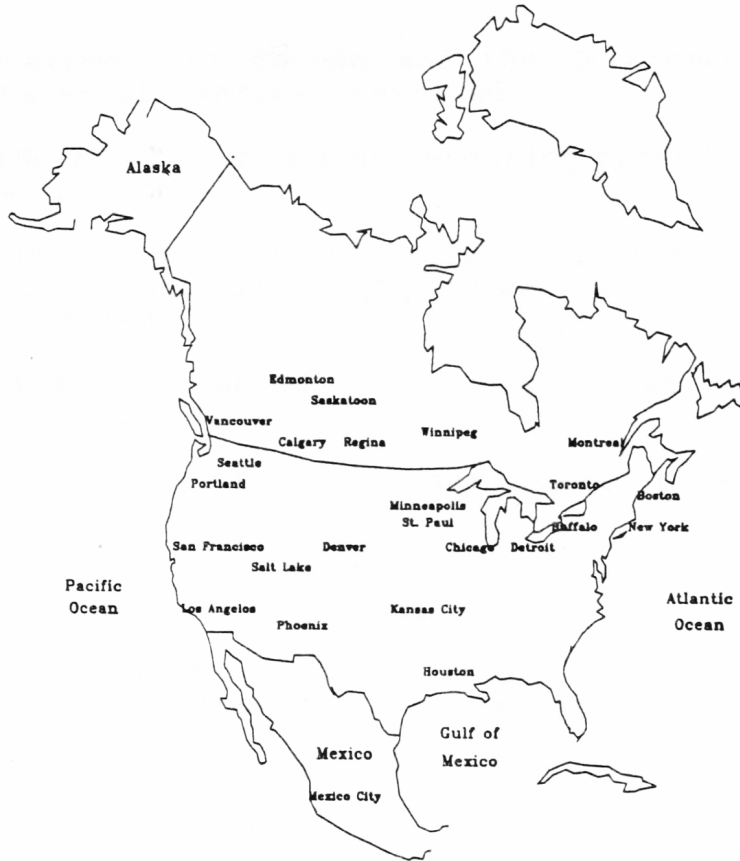 Alaska
Edmonton
Saskatoon
Vancouver
Calgary Regina Winnipeg Montreal
Seattle
Portland Toronto
Boston
Minneapolis
St. Paul Buffalo New York
San Francisco Denver Chicago Detroit
Salt Lake
Pacific
Ocean
Atlantic
Ocean
Los Angelos Kansas City
Phoenix
Houston
Gulf of
Mexico
Mexico
Mexico City